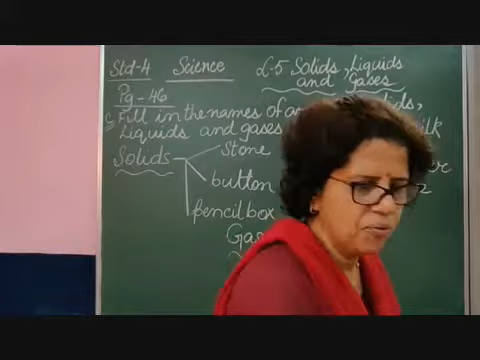 Std-4 Science L-5 Solids, Liquids
and Gases
Pg-46
Fill in the names of
Liquids and gases
Solids
Stone
button
pencil box